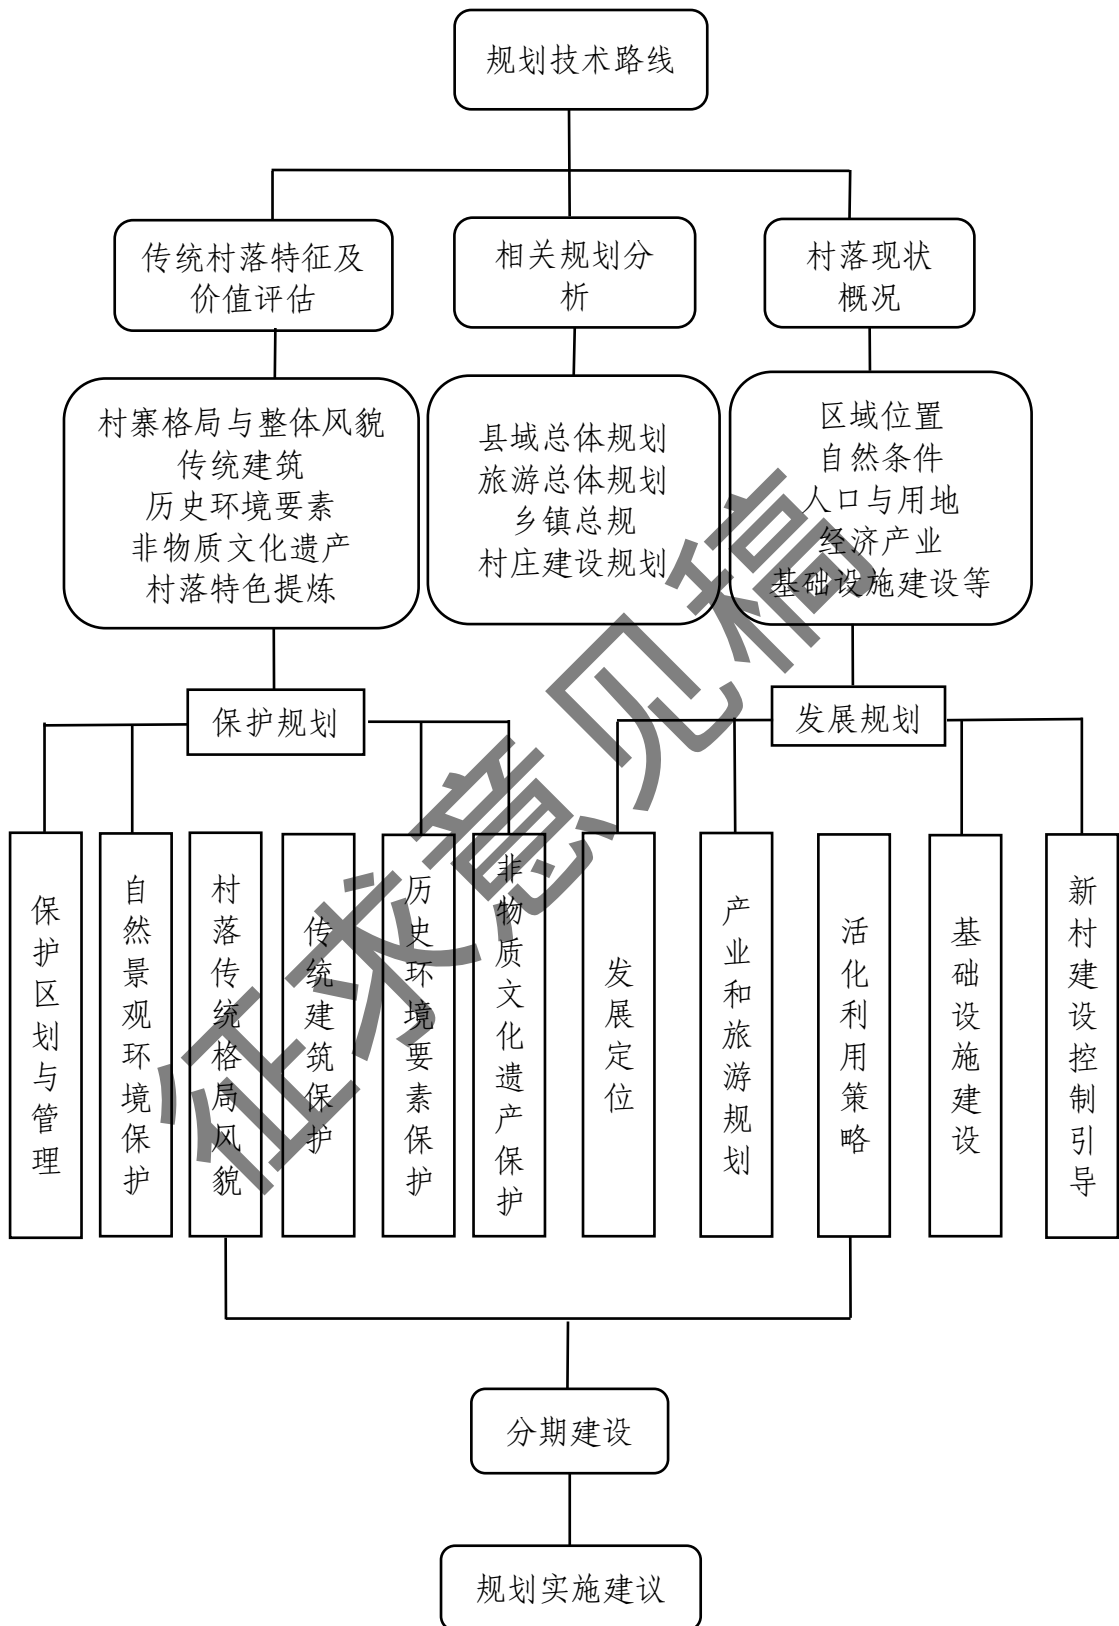 规划技术路线
传统村落特征及
价值评估
相关规划分
析
村落现状
概况
村寨格局与整体风貌
传统建筑
历史环境要素
非物质文化遗产
村落特色提炼
县域总体规划
旅游总体规划
乡镇总规
村庄建设规划
区域位置
自然条件
人口与用地
经济产业
基础设施建设等
保护规划
发展规划
保护区划与管理
自然景观环境保护
村落传统格局风貌
传统建筑保护
历史环境要素保护
非物质文化遗产保护
发展定位
产业和旅游规划
活化利用策略
基础设施建设
新村建设控制引导
分期建设
规划实施建议
征求意见稿